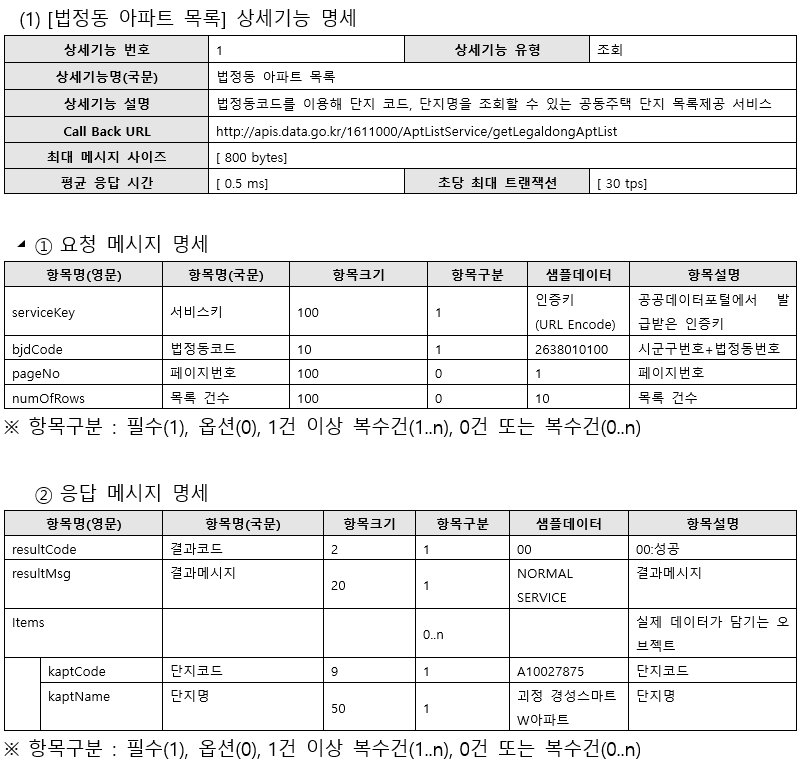 (1) [법정동 아파트 목록] 상세기능 명세
상세기능 번호 1 상세기능 유형 조회
상세기능명(국문) 법정동 아파트 목록
상세기능 설명 법정동코드를 이용해 단지 코드, 단지명을 조회할 수 있는 공동주택 단지 목록제공 서비스
Call Back URL http://apis.data.go.kr/1611000/AptListService/getLegaldongAptList
최대 메시지 사이즈 [ 800 bytes]
평균 응답 시간 [ 0.5 ms] 초당 최대 트랜잭션 [ 30 tps]
① 요청 메시지 명세
항목명(영문) 항목명(국문) 항목크기 항목구분 샘플데이터 항목설명
serviceKey 서비스키 100 1 인증키 (URL Encode) 공공데이터포털에서 발급받은 인증키
bjdCode 법정동코드 10 1 2638010100 시군구번호+법정동번호
pageNo 페이지번호 100 0 1 페이지번호
numOfRows 목록 건수 100 0 10 목록 건수
※ 항목구분 : 필수(1), 옵션(0), 1건 이상 복수건(1..n), 0건 또는 복수건(0..n)
② 응답 메시지 명세
항목명(영문) 항목명(국문) 항목크기 항목구분 샘플데이터 항목설명
resultCode 결과코드 2 1 00 00:성공
resultMsg 결과메시지 20 1 NORMAL SERVICE 결과메시지
Items 0..n 실제 데이터가 담기는 오브젝트
kaptCode 단지코드 9 1 A10027875 단지코드
kaptName 단지명 50 1 괴정 경성스마트W아파트 단지명
※ 항목구분 : 필수(1), 옵션(0), 1건 이상 복수건(1..n), 0건 또는 복수건(0..n)